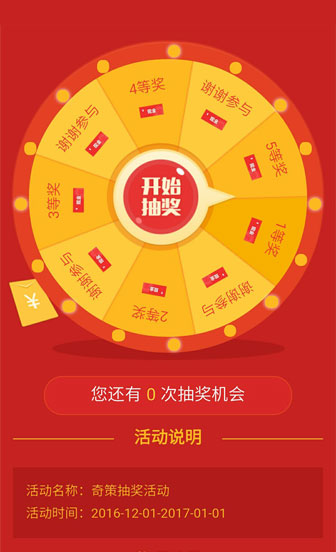 4等奖
谢谢参与
5等奖
1等奖
谢谢参与
2等奖
谢谢参与
3等奖
谢谢参与
开始
抽奖
您还有 0 次抽奖机会
活动说明
活动名称：奇策抽奖活动
活动时间：2016-12-01-2017-01-01